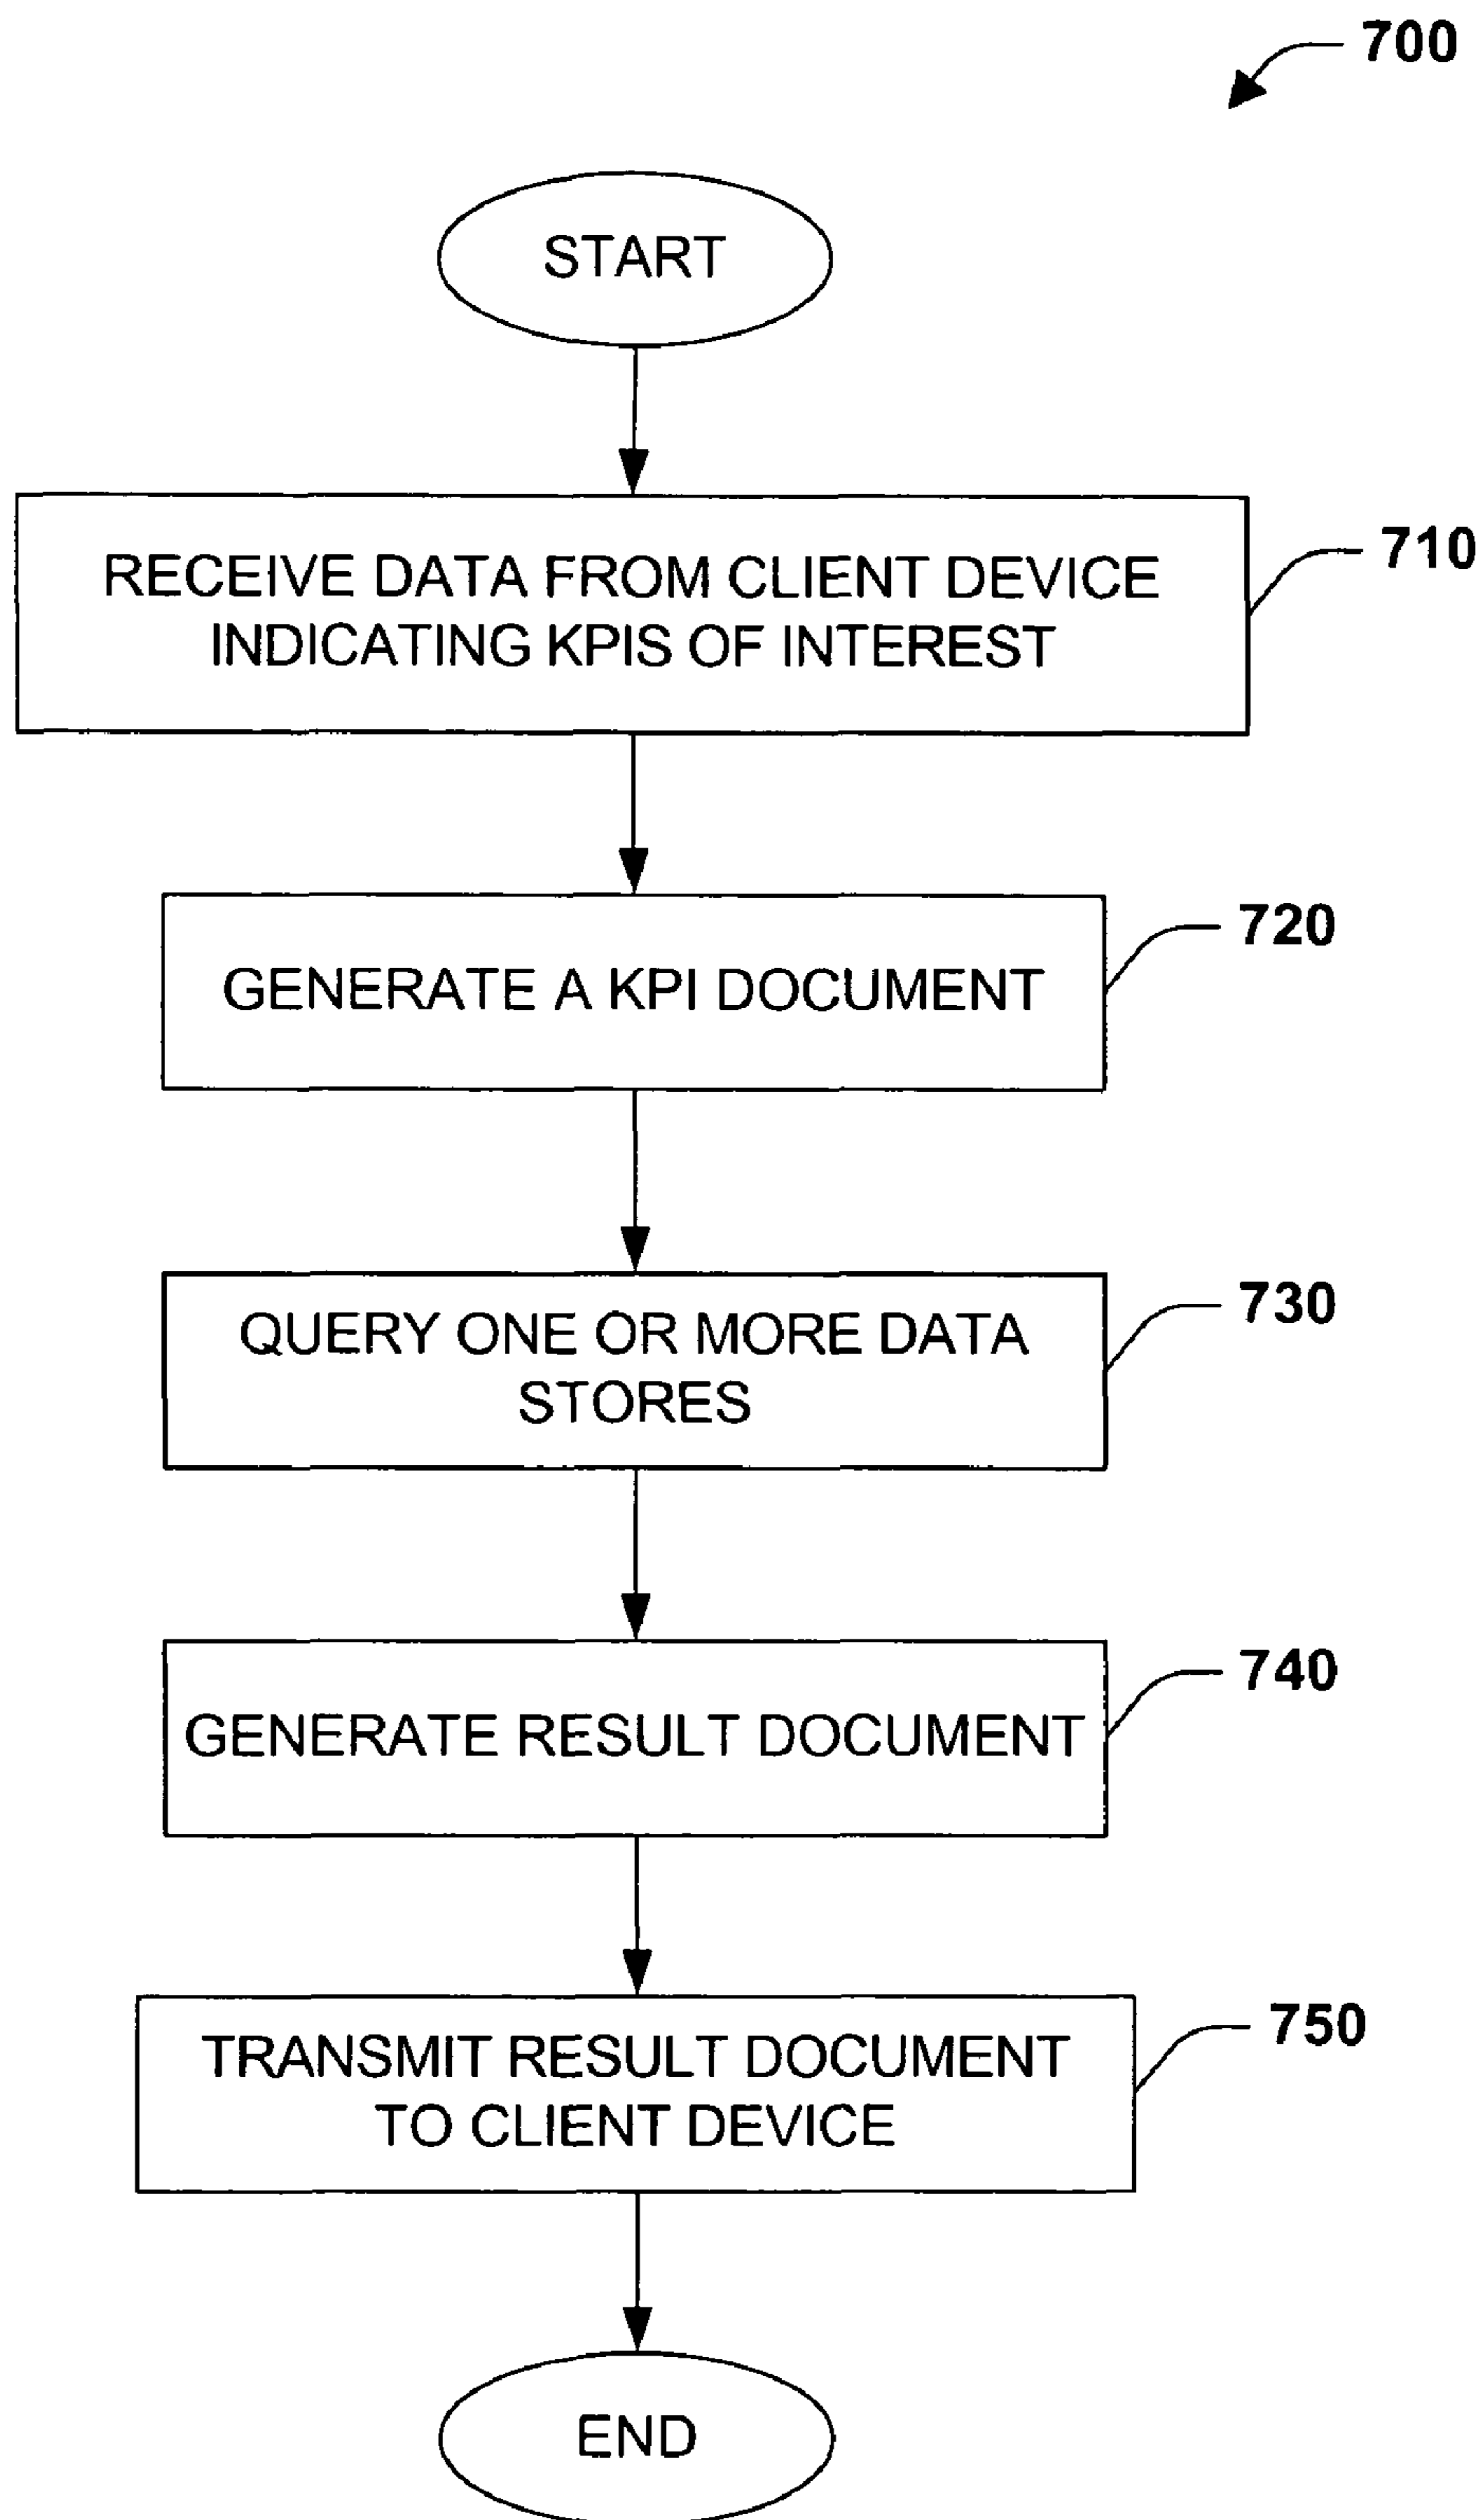 700
START
RECEIVE DATA FROM CLIENT DEVICE
INDICATING KPIS OF INTEREST
710
GENERATE A KPI DOCUMENT
720
QUERY ONE OR MORE DATA
STORES
730
GENERATE RESULT DOCUMENT
740
TRANSMIT RESULT DOCUMENT
TO CLIENT DEVICE
750
END